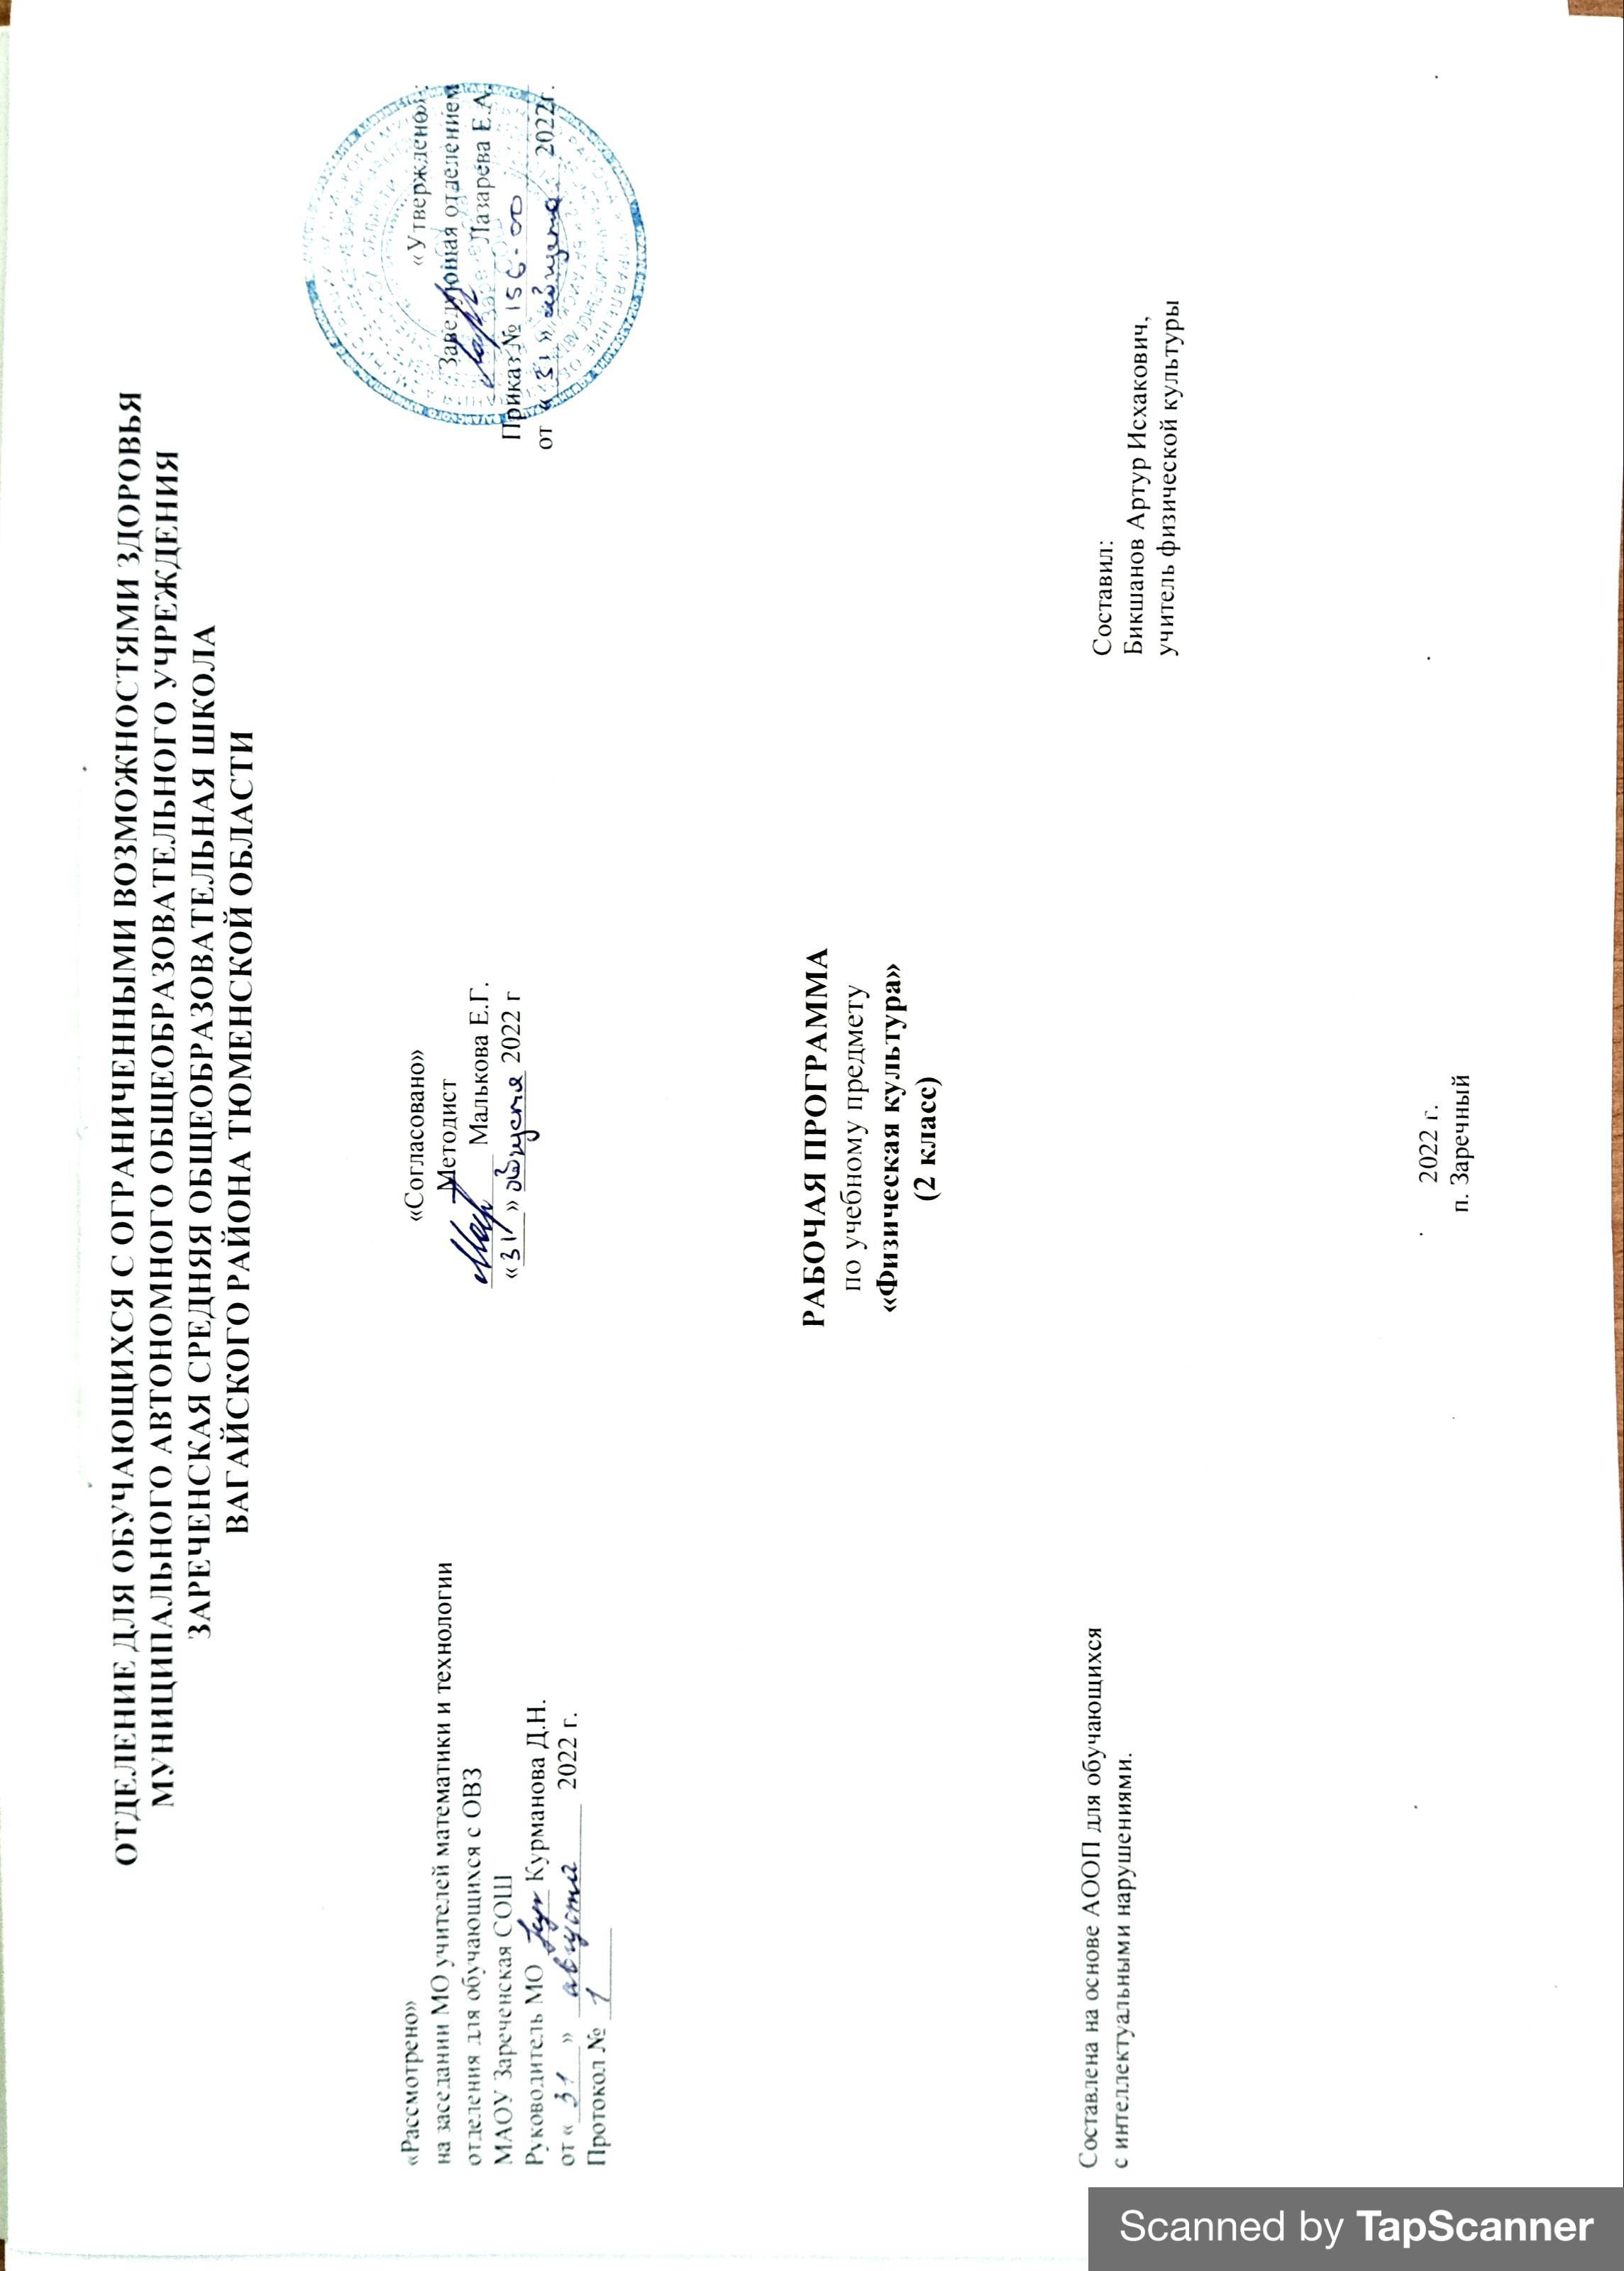 ОТДЕЛЕНИЕ ДЛЯ ОБУЧАЮЩИХСЯ С ОГРАНИЧЕННЫМИ ВОЗМОЖНОСТЯМИ ЗДОРОВЬЯ
МУНИЦИПАЛЬНОГО АВТОНОМНОГО ОБЩЕОБРАЗОВАТЕЛЬНОГО УЧРЕЖДЕНИЯ
ЗАРЕЧЕНСКАЯ СРЕДНЯЯ ОБЩЕОБРАЗОВАТЕЛЬНАЯ ШКОЛА
ВАГАЙСКОГО РАЙОНА ТЮМЕНСКОЙ ОБЛАСТИ
«Рассмотрено»
на заседании МО учителей математики и технологии
отделения для обучающихся с ОВЗ
МАОУ Зареченская СОШ
Руководитель МО Курманова Д.Н.
от « 31 » августа 2022 г.
Протокол № 1
«Согласовано»
Методист
Малькова Е.Г.
« 31 » августа 2022 г
«Утверждено»
Заведующая отделением
Лазарева Е.А.
Приказ № 156-ОО
от « 31 » августа 2022г.
РАБОЧАЯ ПРОГРАММА
по учебному предмету
«Физическая культура»
(2 класс)
Составлена на основе АООП для обучающихся
с интеллектуальными нарушениями.
Составил:
Бикшанов Артур Исхакович,
учитель физической культуры
2022 г.
п. Заречный
Scanned by TapScanner